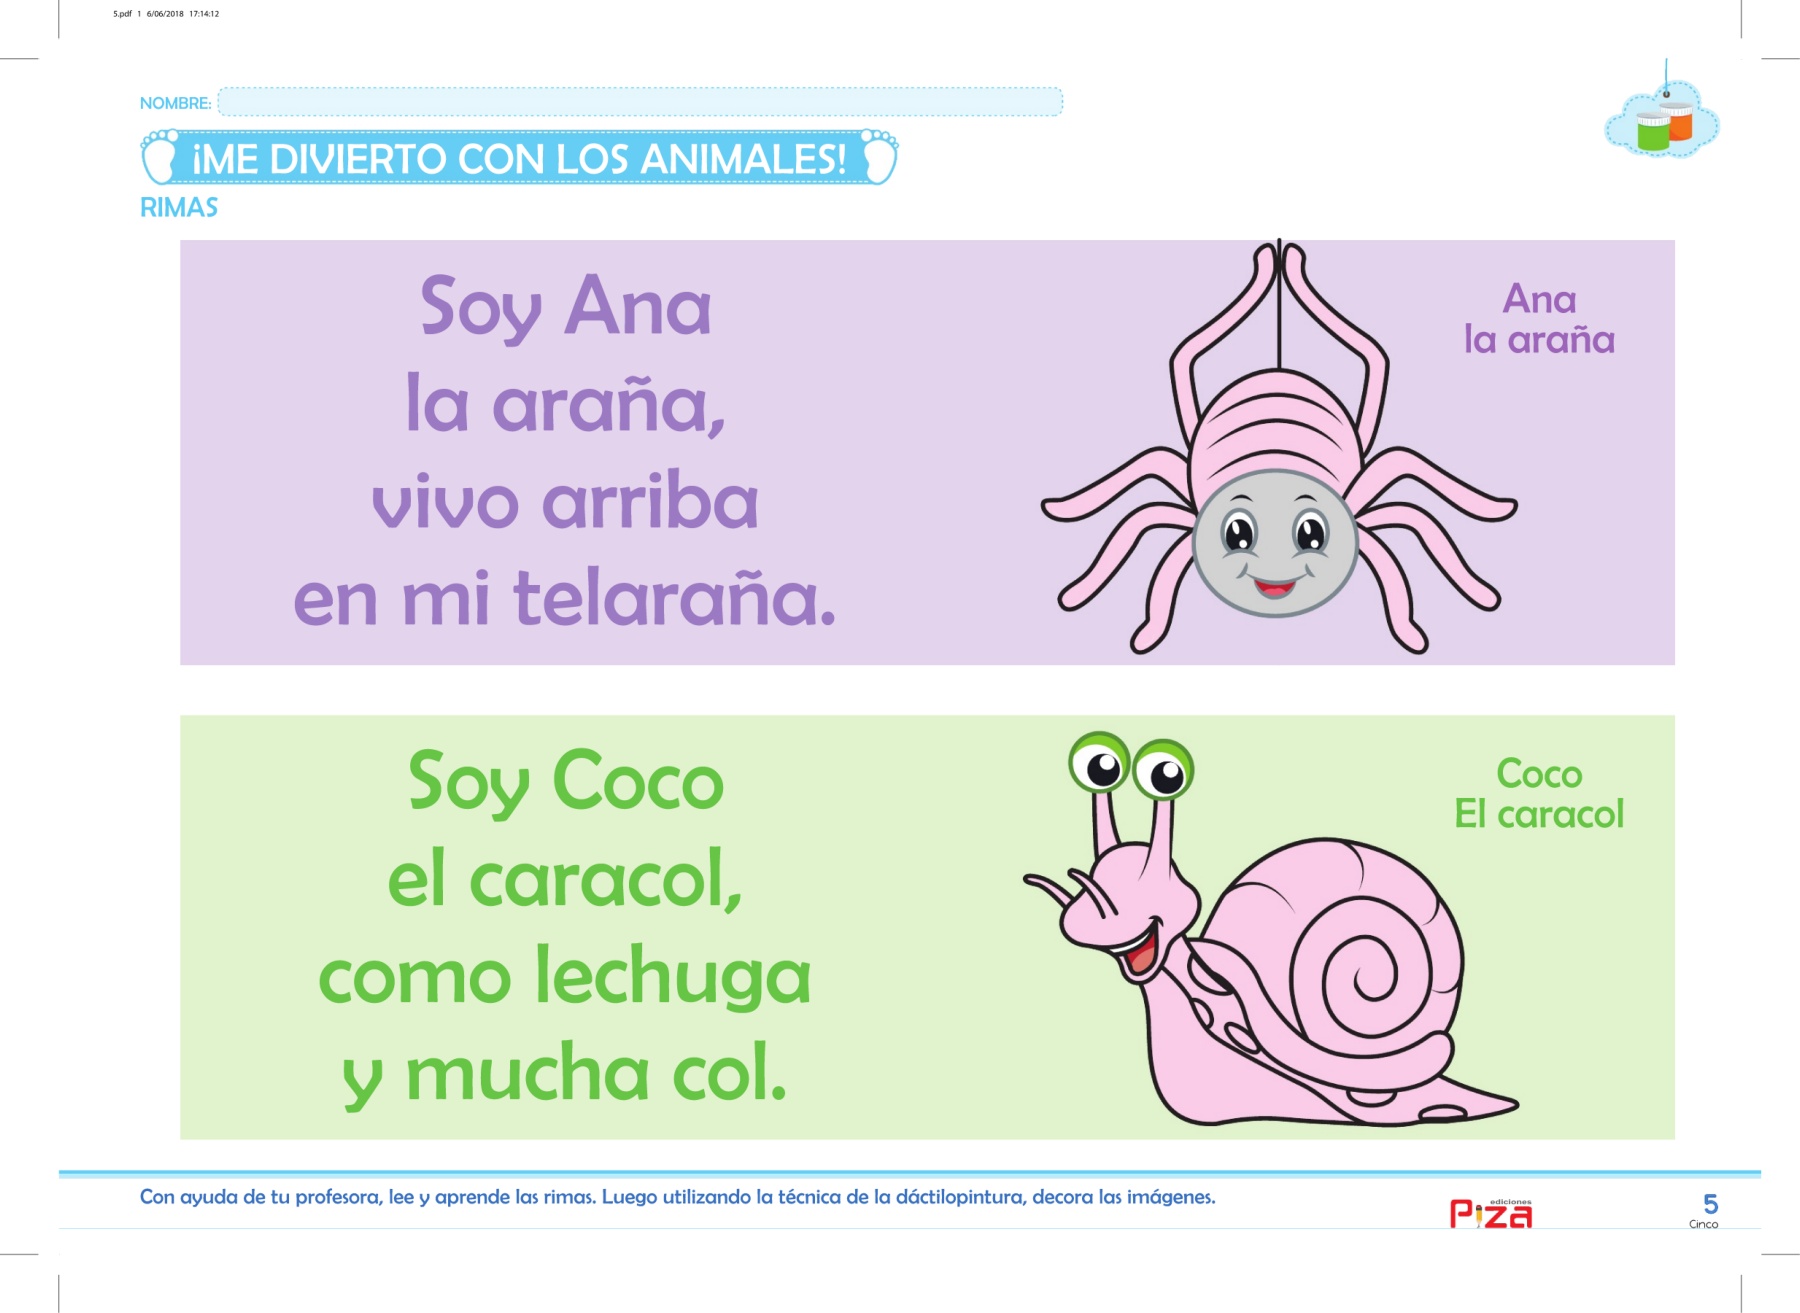 5.pdf 1 6/06/2018 17:14:12
NOMBRE:
¡ME DIVIERTO CON LOS ANIMALES!
RIMAS
Soy Ana
la araña,
vivo arriba
en mi telaraña.
Ana
la araña
Soy Coco
el caracol,
como lechuga
y mucha col.
Coco
El caracol
Con ayuda de tu profesora, lee y aprende las rimas. Luego utilizando la técnica de la dáctilopintura, decora las imágenes.
ediciones
Piza
5
Cinco